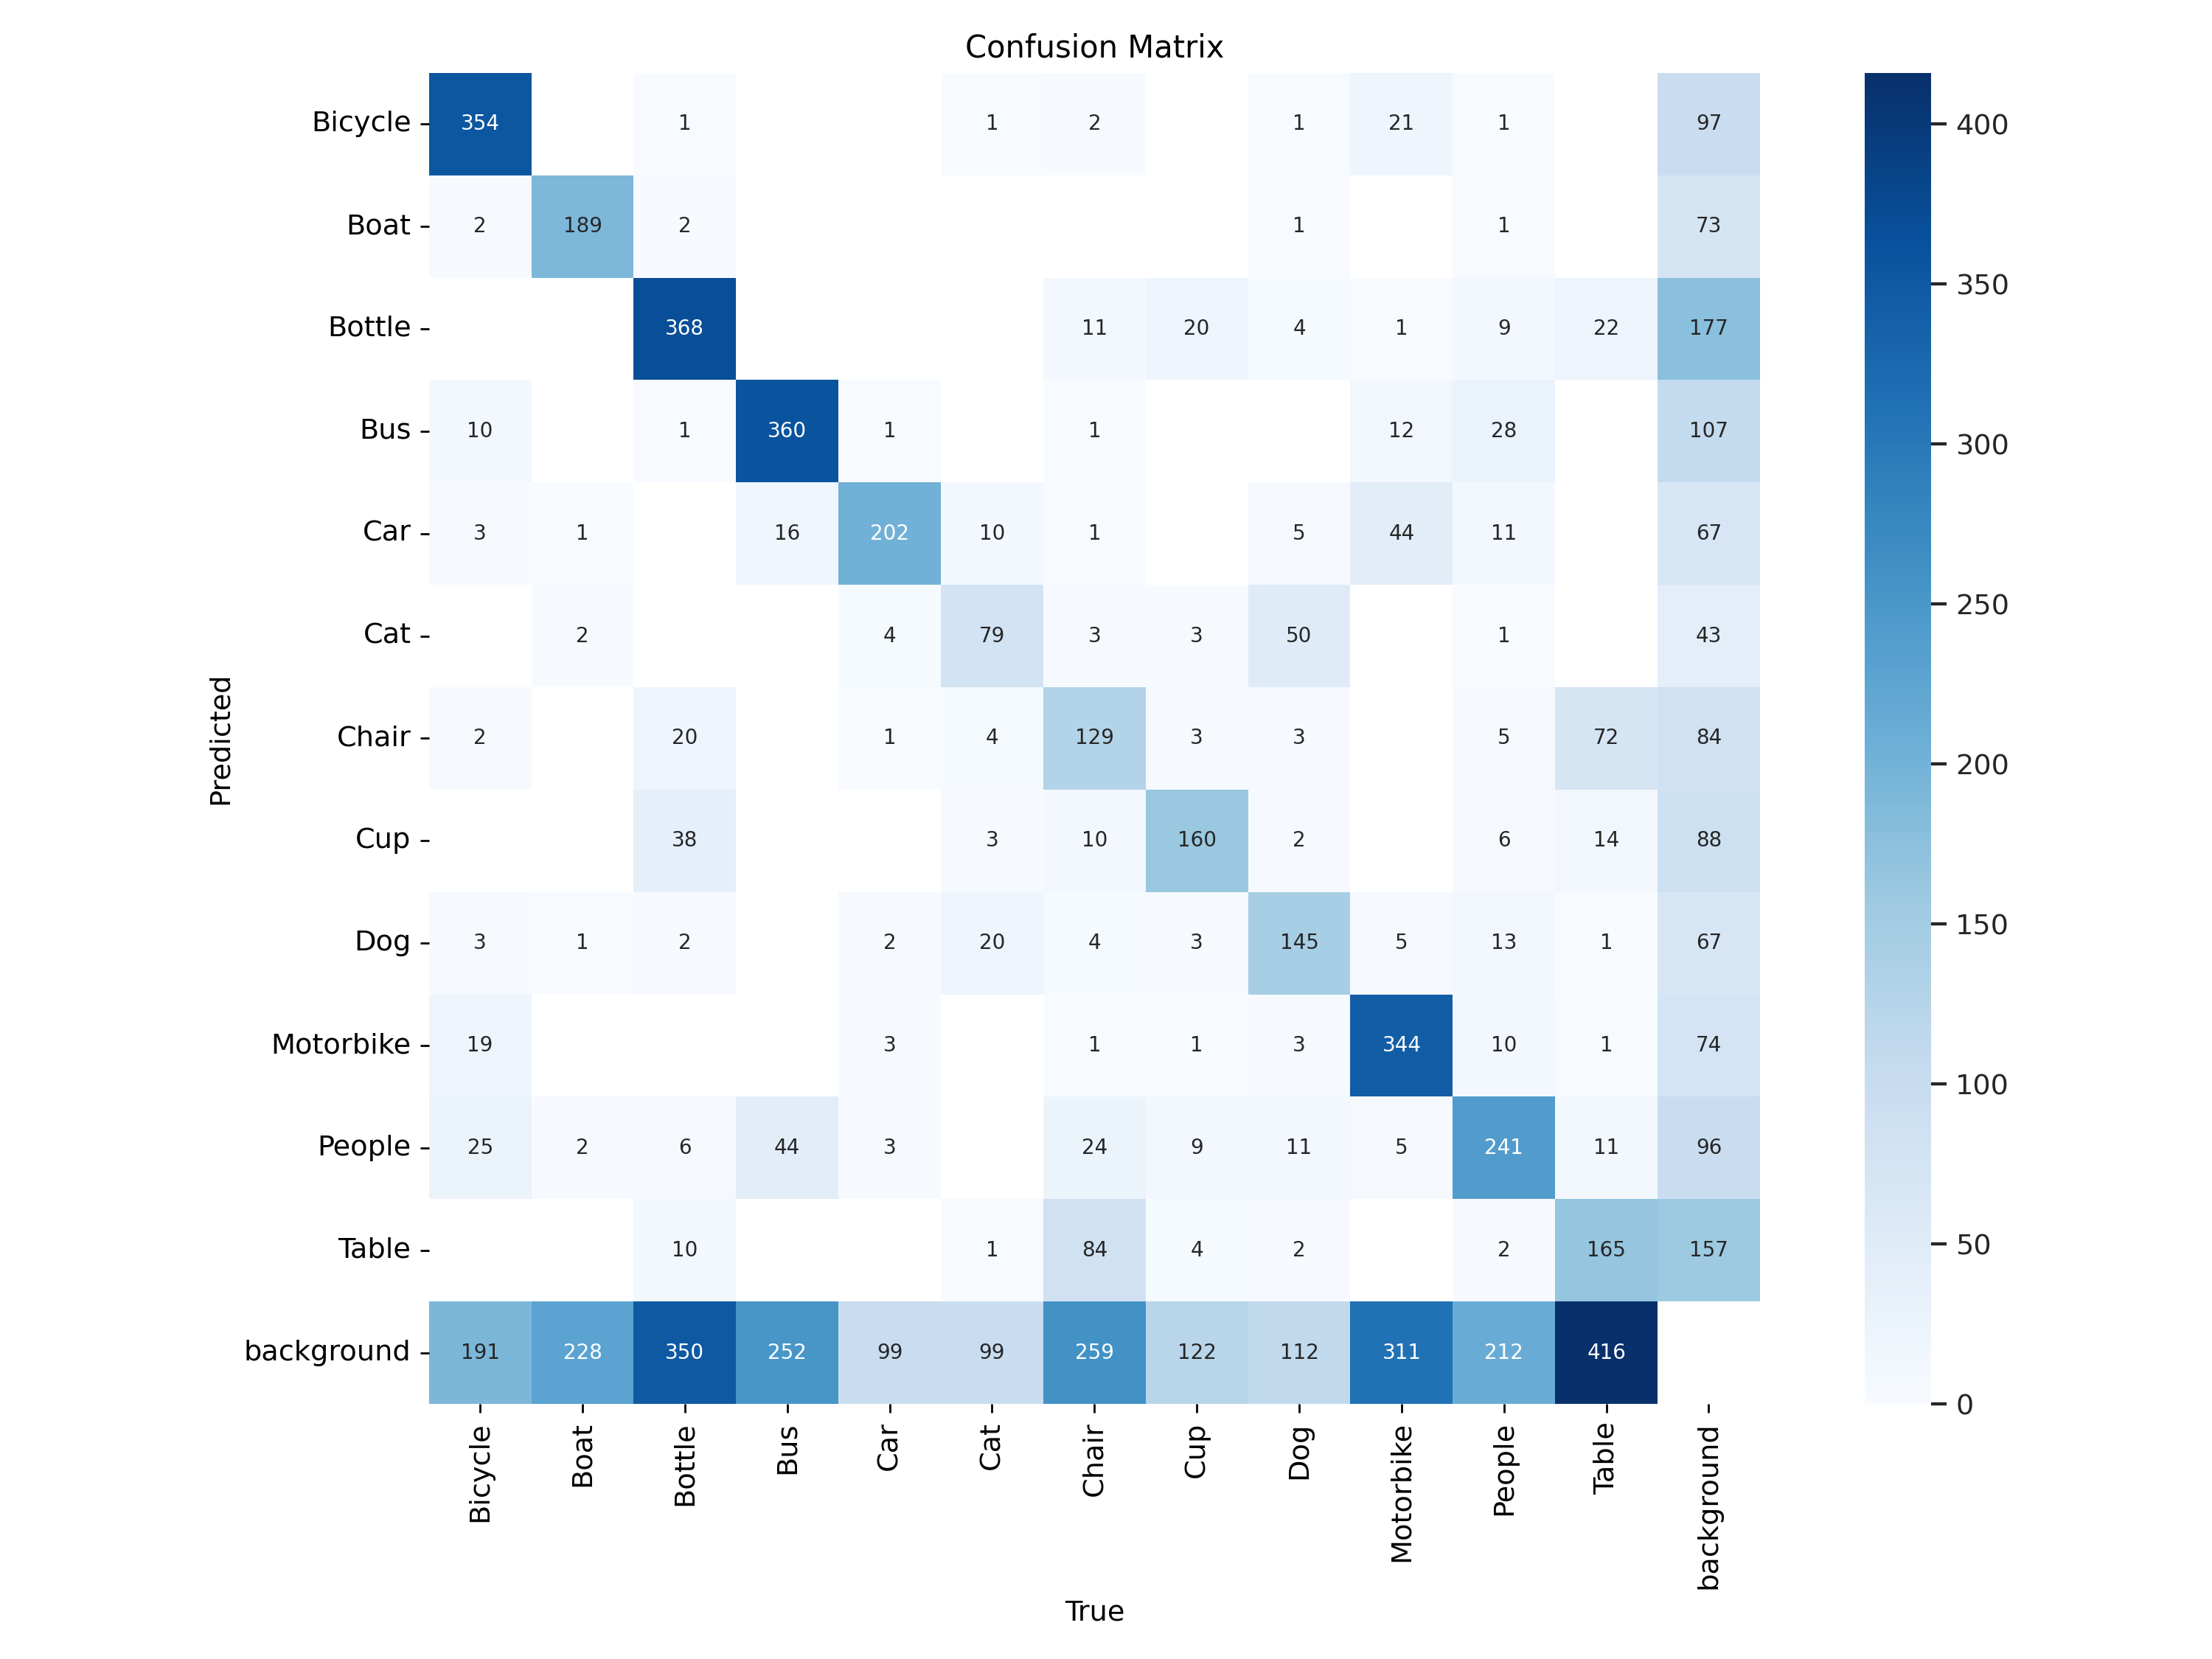 Confusion Matrix
Bicycle 354 1 1 2 1 21 1 97
Boat 2 189 2 1 1 73
Bottle 368 11 20 4 1 9 22 177
Bus 10 1 360 1 1 12 28 107
Car 3 1 16 202 10 1 5 44 11 67
Cat 2 4 79 3 3 50 1 43
Chair 2 20 1 4 129 3 3 5 72 84
Cup 38 3 10 160 2 6 14 88
Dog 3 1 2 2 20 4 3 145 5 13 1 67
Motorbike 19 3 1 1 3 344 10 1 74
People 25 2 6 44 3 24 9 11 5 241 11 96
Table 10 1 84 4 2 2 165 157
background 191 228 350 252 99 99 259 122 112 311 212 416
Bicycle Boat Bottle Bus Car Cat Chair Cup Dog Motorbike People Table background
True
Predicted
400
350
300
250
200
150
100
50
0